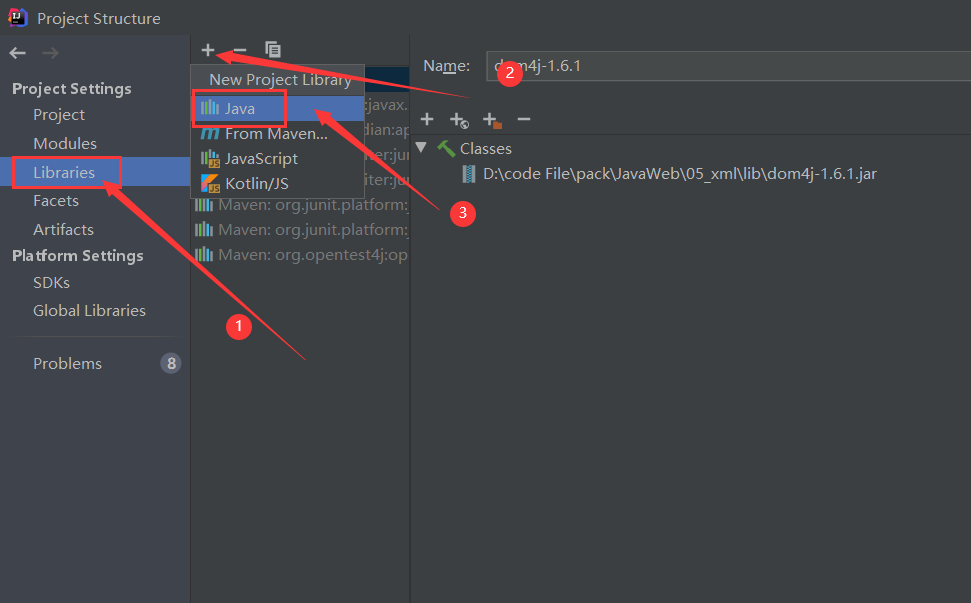 Project Structure
Project Settings
Project
Modules
Libraries
Facets
Artifacts
Platform Settings
SDKs
Global Libraries
Problems
8
New Project Library
Java
From Maven...
JavaScript
Kotlin/JS
:javax.
dian:ap
iter:jun
iter:jun
Maven: org.junit.platform:j
Maven: org.junit.platform:j
Maven: org.opentest4j:op
Name:
dom4j-1.6.1
Classes
D:\code File\pack\JavaWeb\05_xml\lib\dom4j-1.6.1.jar
1
2
3